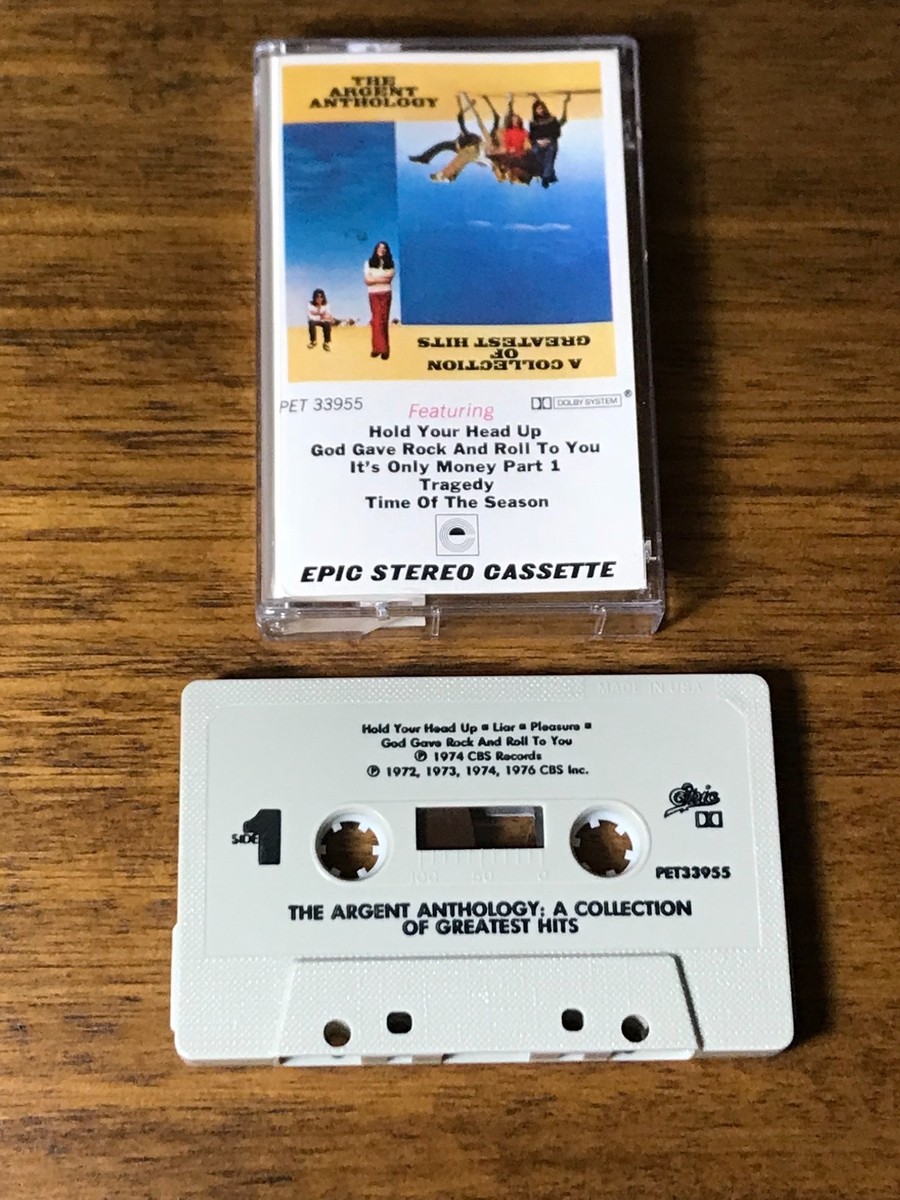 THE
ARGENT
ANTHOLOGY
A COLLECTION
OF
GREATEST HITS
PET 33955
DOLBY SYSTEM®
Featuring
Hold Your Head Up
God Gave Rock And Roll To You
It's Only Money Part 1
Tragedy
Time Of The Season
EPIC STEREO CASSETTE
MADE IN USA
Hold Your Head Up ▪ Liar ▪ Pleasure ▪
God Gave Rock And Roll To You
℗ 1974 CBS Records
℗ 1972, 1973, 1974, 1976 CBS Inc.
Epic
SIDE 1
100 50 0
PET33955
THE ARGENT ANTHOLOGY: A COLLECTION
OF GREATEST HITS